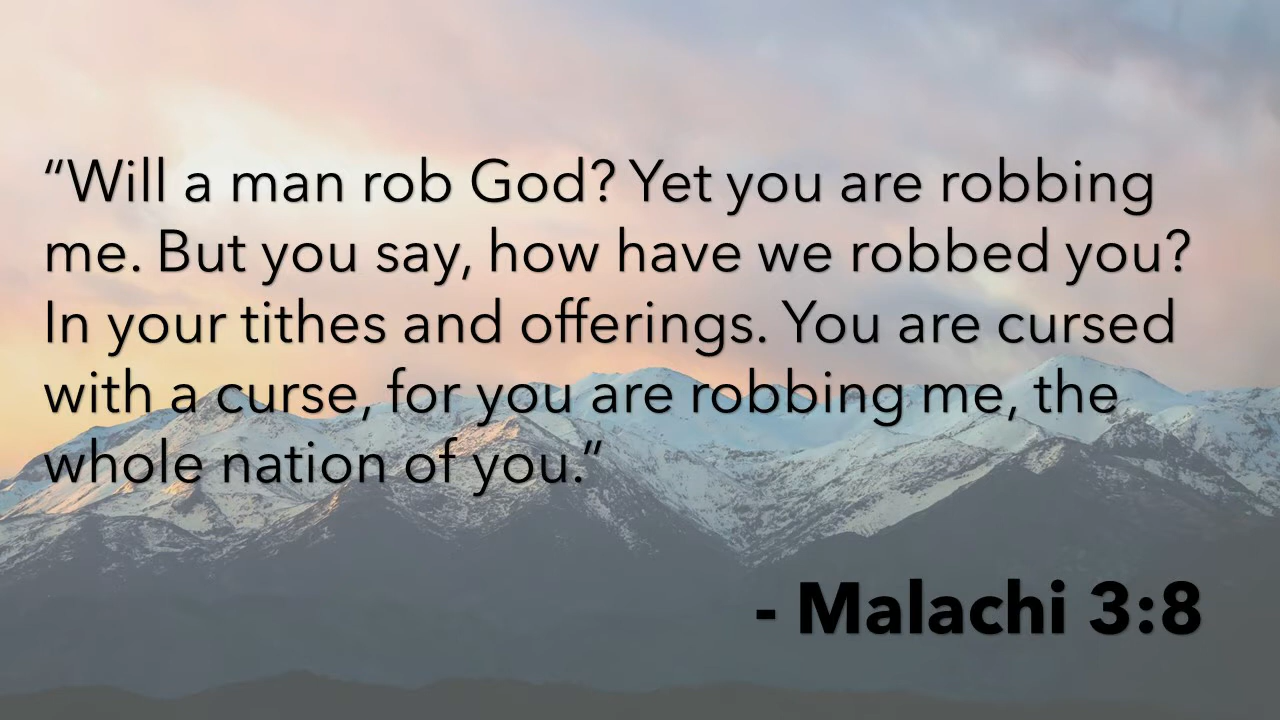 “Will a man rob God? Yet you are robbing
me. But you say, how have we robbed you?
In your tithes and offerings. You are cursed
with a curse, for you are robbing me, the
whole nation of you.”
- Malachi 3:8